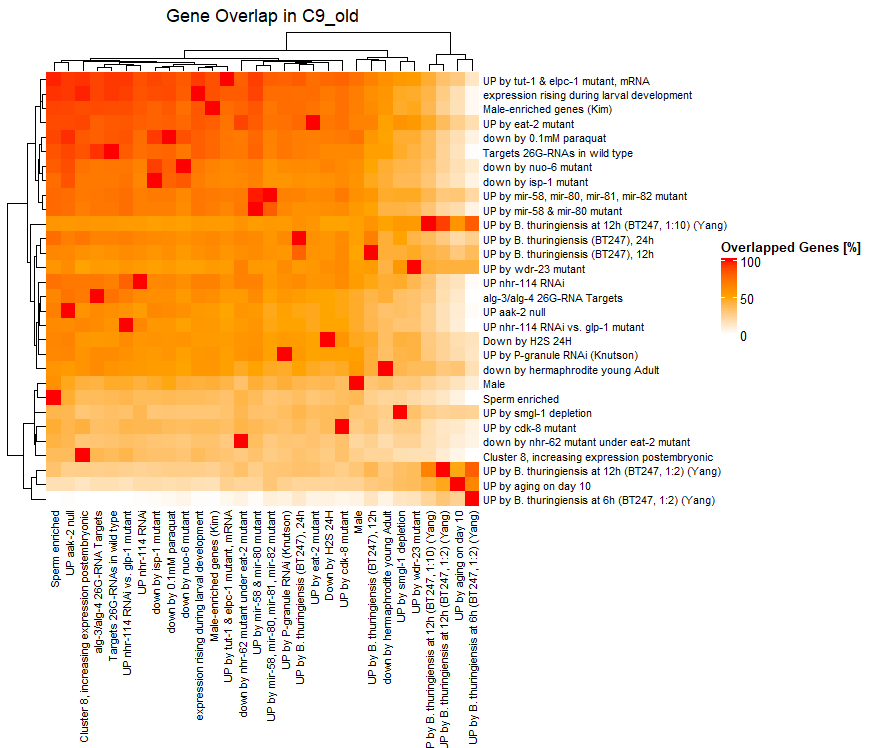 Gene Overlap in C9_old
UP by tut-1 & elpc-1 mutant, mRNA
expression rising during larval development
Male-enriched genes (Kim)
UP by eat-2 mutant
down by 0.1mM paraquat
Targets 26G-RNAs in wild type
down by nuo-6 mutant
down by isp-1 mutant
UP by mir-58, mir-80, mir-81, mir-82 mutant
UP by mir-58 & mir-80 mutant
UP by B. thuringiensis at 12h (BT247, 1:10) (Yang)
UP by B. thuringiensis (BT247), 24h
UP by B. thuringiensis (BT247), 12h
UP by wdr-23 mutant
UP nhr-114 RNAi
alg-3/alg-4 26G-RNA Targets
UP aak-2 null
UP nhr-114 RNAi vs. glp-1 mutant
Down by H2S 24H
UP by P-granule RNAi (Knutson)
down by hermaphrodite young Adult
Male
Sperm enriched
UP by smgl-1 depletion
UP by cdk-8 mutant
down by nhr-62 mutant under eat-2 mutant
Cluster 8, increasing expression postembryonic
UP by B. thuringiensis at 12h (BT247, 1:2) (Yang)
UP by aging on day 10
UP by B. thuringiensis at 6h (BT247, 1:2) (Yang)
Overlapped Genes [%]
100
50
0
Sperm enriched
UP aak-2 null
Cluster 8, increasing expression postembryonic
alg-3/alg-4 26G-RNA Targets
Targets 26G-RNAs in wild type
UP nhr-114 RNAi vs. glp-1 mutant
UP nhr-114 RNAi
down by isp-1 mutant
down by 0.1mM paraquat
down by nuo-6 mutant
expression rising during larval development
Male-enriched genes (Kim)
UP by tut-1 & elpc-1 mutant, mRNA
down by nhr-62 mutant under eat-2 mutant
UP by mir-58 & mir-80 mutant
UP by mir-58, mir-80, mir-81, mir-82 mutant
UP by P-granule RNAi (Knutson)
UP by B. thuringiensis (BT247), 24h
UP by eat-2 mutant
Down by H2S 24H
UP by cdk-8 mutant
Male
UP by B. thuringiensis (BT247), 12h
down by hermaphrodite young Adult
UP by smgl-1 depletion
UP by wdr-23 mutant
P by B. thuringiensis at 12h (BT247, 1:10) (Yang)
UP by B. thuringiensis at 12h (BT247, 1:2) (Yang)
UP by aging on day 10
UP by B. thuringiensis at 6h (BT247, 1:2) (Yang)